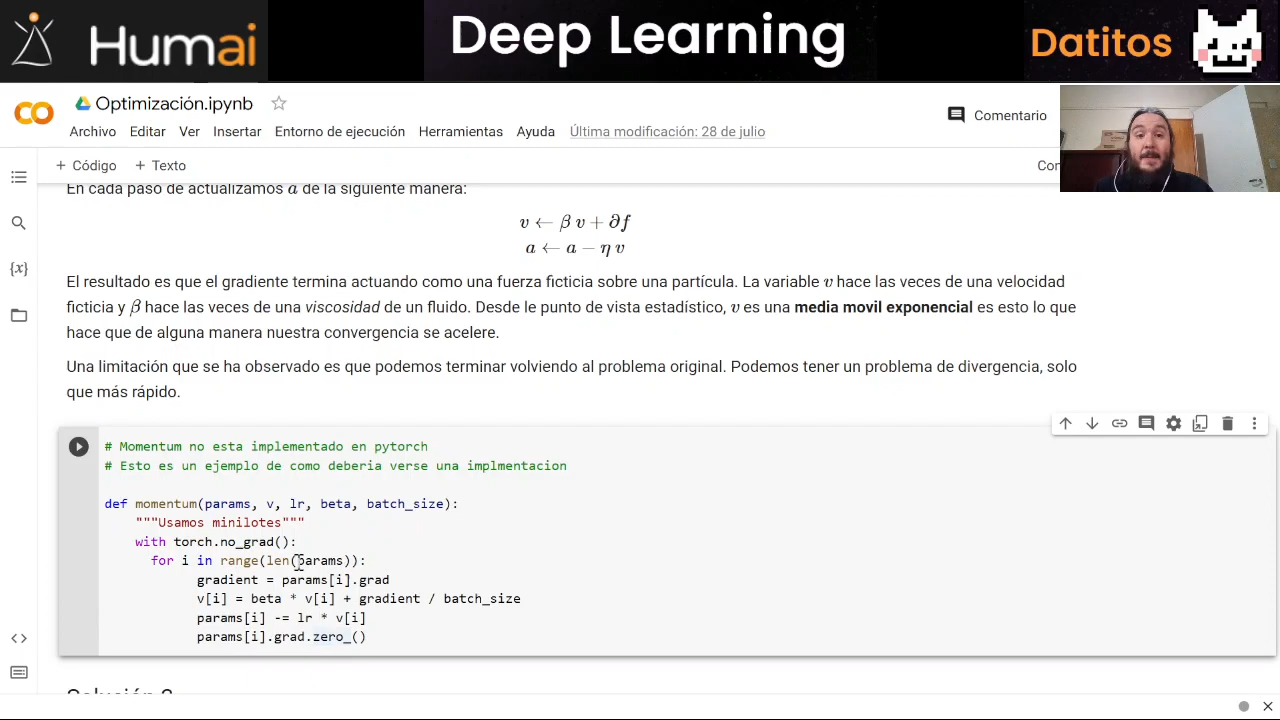 Humai
Deep Learning
Datitos
Optimización.ipynb
Archivo Editar Ver Insertar Entorno de ejecución Herramientas Ayuda Última modificación: 28 de julio
Comentario
+ Código + Texto
Con
En cada paso de actualizamos a de la siguiente manera:
v ← β v + ∂f
a ← a − η v
El resultado es que el gradiente termina actuando como una fuerza ficticia sobre una partícula. La variable v hace las veces de una velocidad
ficticia y β hace las veces de una viscosidad de un fluido. Desde le punto de vista estadístico, v es una media movil exponencial es esto lo que
hace que de alguna manera nuestra convergencia se acelere.
Una limitación que se ha observado es que podemos terminar volviendo al problema original. Podemos tener un problema de divergencia, solo
que más rápido.
# Momentum no esta implementado en pytorch
# Esto es un ejemplo de como deberia verse una implmentacion
def momentum(params, v, lr, beta, batch_size):
"""Usamos minilotes"""
with torch.no_grad():
for i in range(len(params)):
gradient = params[i].grad
v[i] = beta * v[i] + gradient / batch_size
params[i] -= lr * v[i]
params[i].grad.zero_()